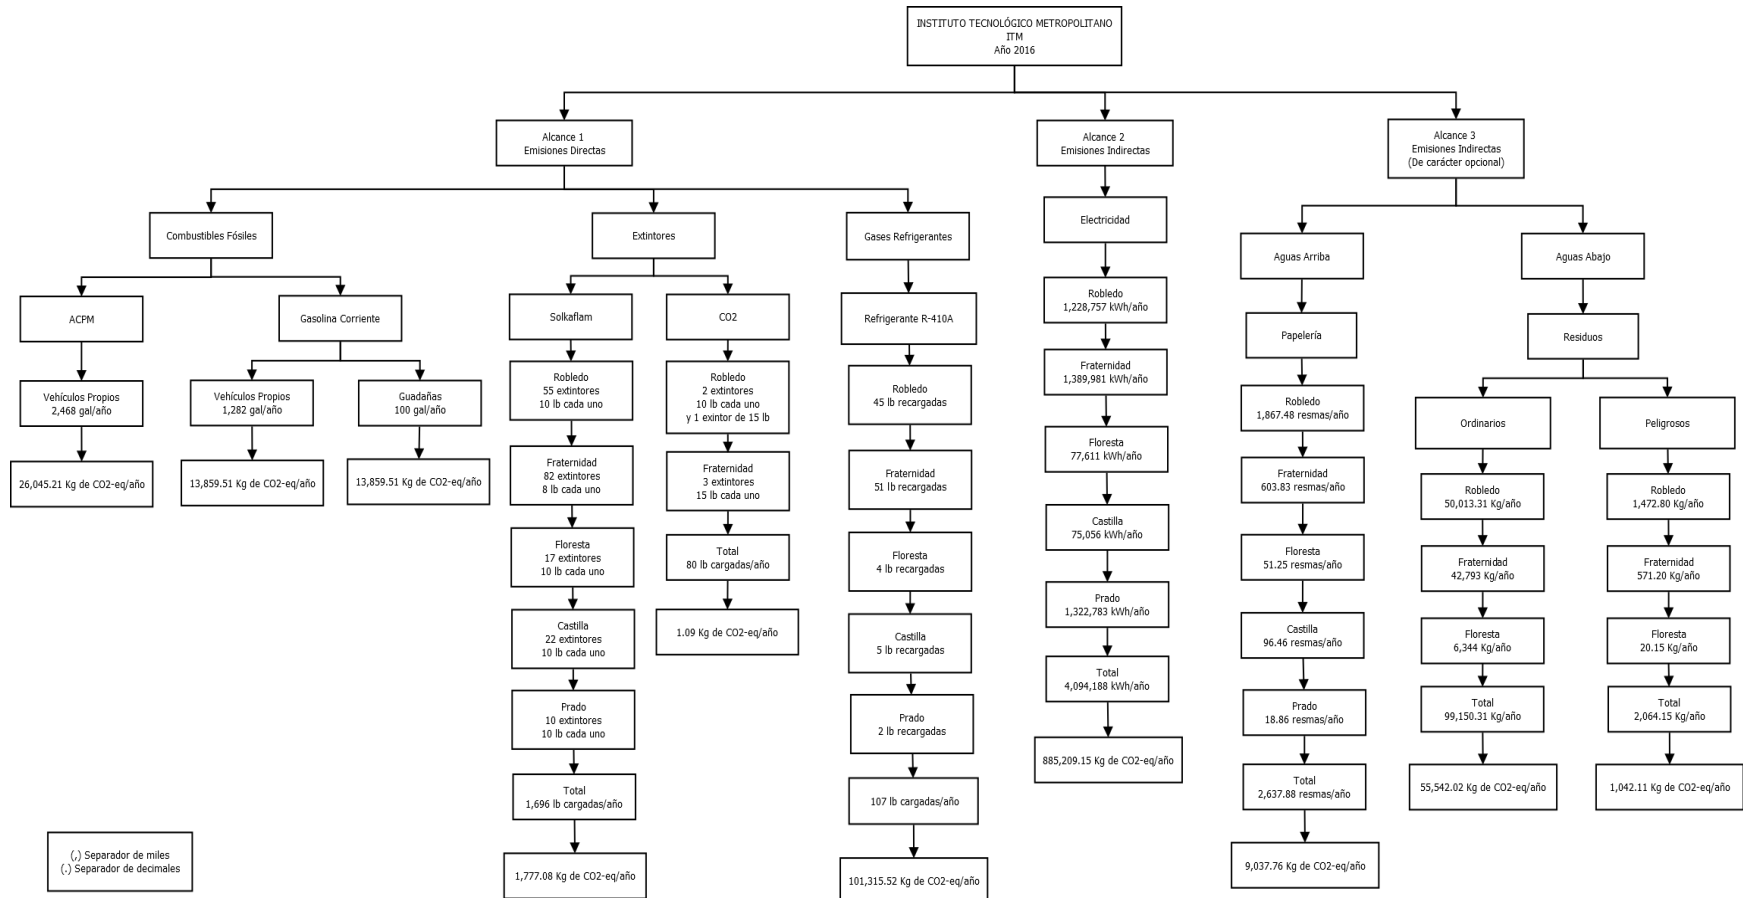 INSTITUTO TECNOLÓGICO METROPOLITANO
ITM
Año 2016
Alcance 1
Emisiones Directas
Alcance 2
Emisiones Indirectas
Alcance 3
Emisiones Indirectas
(De carácter opcional)
Combustibles Fósiles
Extintores
Gases Refrigerantes
Electricidad
Aguas Arriba
Aguas Abajo
ACPM
Vehículos Propios
2,468 gal/año
26,045.21 Kg de CO2-eq/año
Gasolina Corriente
Vehículos Propios
1,282 gal/año
13,859.51 Kg de CO2-eq/año
Guadañas
100 gal/año
13,859.51 Kg de CO2-eq/año
Solkaflam
Robledo
55 extintores
10 lb cada uno
Fraternidad
82 extintores
8 lb cada uno
Floresta
17 extintores
10 lb cada uno
Castilla
22 extintores
10 lb cada uno
Prado
10 extintores
10 lb cada uno
Total
1,696 lb cargadas/año
1,777.08 Kg de CO2-eq/año
CO2
Robledo
2 extintores
10 lb cada uno
y 1 exintor de 15 lb
Fraternidad
3 extintores
15 lb cada uno
Total
80 lb cargadas/año
1.09 Kg de CO2-eq/año
Refrigerante R-410A
Robledo
45 lb recargadas
Fraternidad
51 lb recargadas
Floresta
4 lb recargadas
Castilla
5 lb recargadas
Prado
2 lb recargadas
107 lb cargadas/año
101,315.52 Kg de CO2-eq/año
Robledo
1,228,757 kWh/año
Fraternidad
1,389,981 kWh/año
Floresta
77,611 kWh/año
Castilla
75,056 kWh/año
Prado
1,322,783 kWh/año
Total
4,094,188 kWh/año
885,209.15 Kg de CO2-eq/año
Papelería
Robledo
1,867.48 resmas/año
Fraternidad
603.83 resmas/año
Floresta
51.25 resmas/año
Castilla
96.46 resmas/año
Prado
18.86 resmas/año
Total
2,637.88 resmas/año
9,037.76 Kg de CO2-eq/año
Residuos
Ordinarios
Robledo
50,013.31 Kg/año
Fraternidad
42,793 Kg/año
Floresta
6,344 Kg/año
Total
99,150.31 Kg/año
55,542.02 Kg de CO2-eq/año
Peligrosos
Robledo
1,472.80 Kg/año
Fraternidad
571.20 Kg/año
Floresta
20.15 Kg/año
Total
2,064.15 Kg/año
1,042.11 Kg de CO2-eq/año
(,) Separador de miles
(.) Separador de decimales